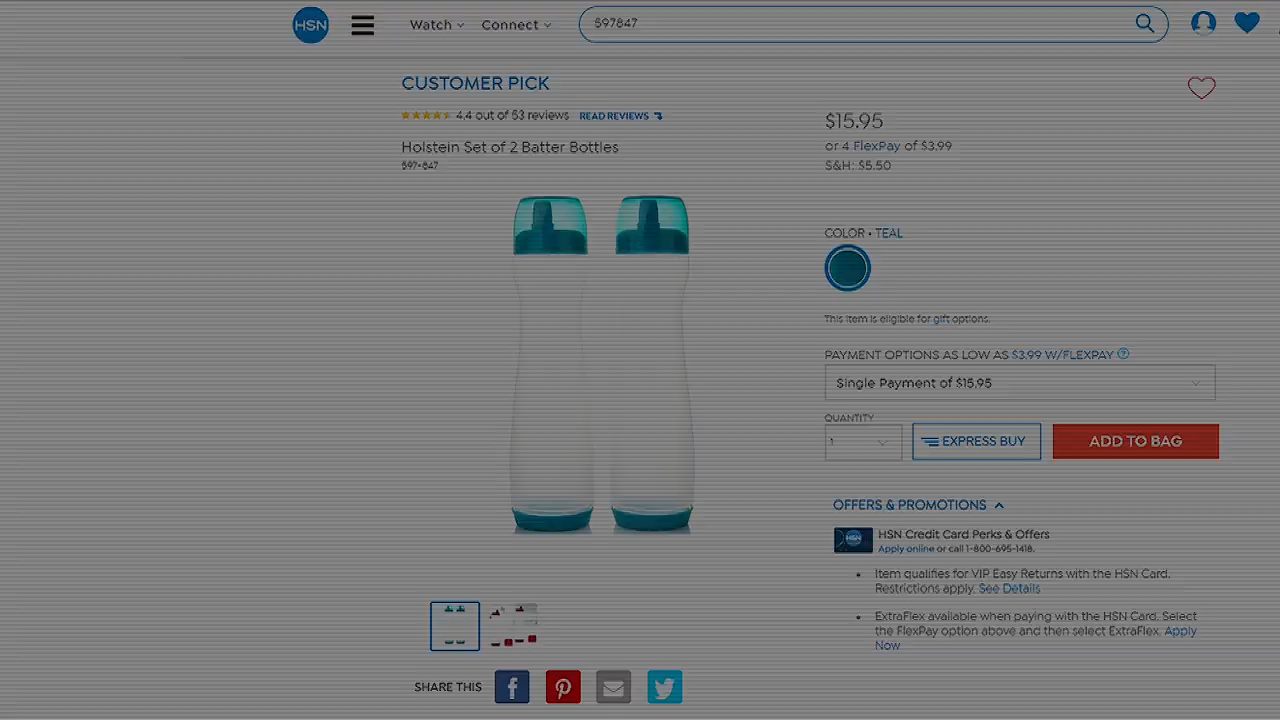 HSN
Watch
Connect
597847
CUSTOMER PICK
4.4 out of 53 reviews READ REVIEWS
Holstein Set of 2 Batter Bottles
597-847
$15.95
or 4 FlexPay of $3.99
S&H: $5.50
COLOR • TEAL
This item is eligible for gift options.
PAYMENT OPTIONS AS LOW AS $3.99 W/FLEXPAY ?
Single Payment of $15.95
QUANTITY
1
EXPRESS BUY
ADD TO BAG
OFFERS & PROMOTIONS
HSN
HSN Credit Card Perks & Offers
Apply online or call 1-800-695-1418.
• Item qualifies for VIP Easy Returns with the HSN Card.
Restrictions apply. See Details
• ExtraFlex available when paying with the HSN Card. Select
the FlexPay option above and then select ExtraFlex. Apply
Now
SHARE THIS